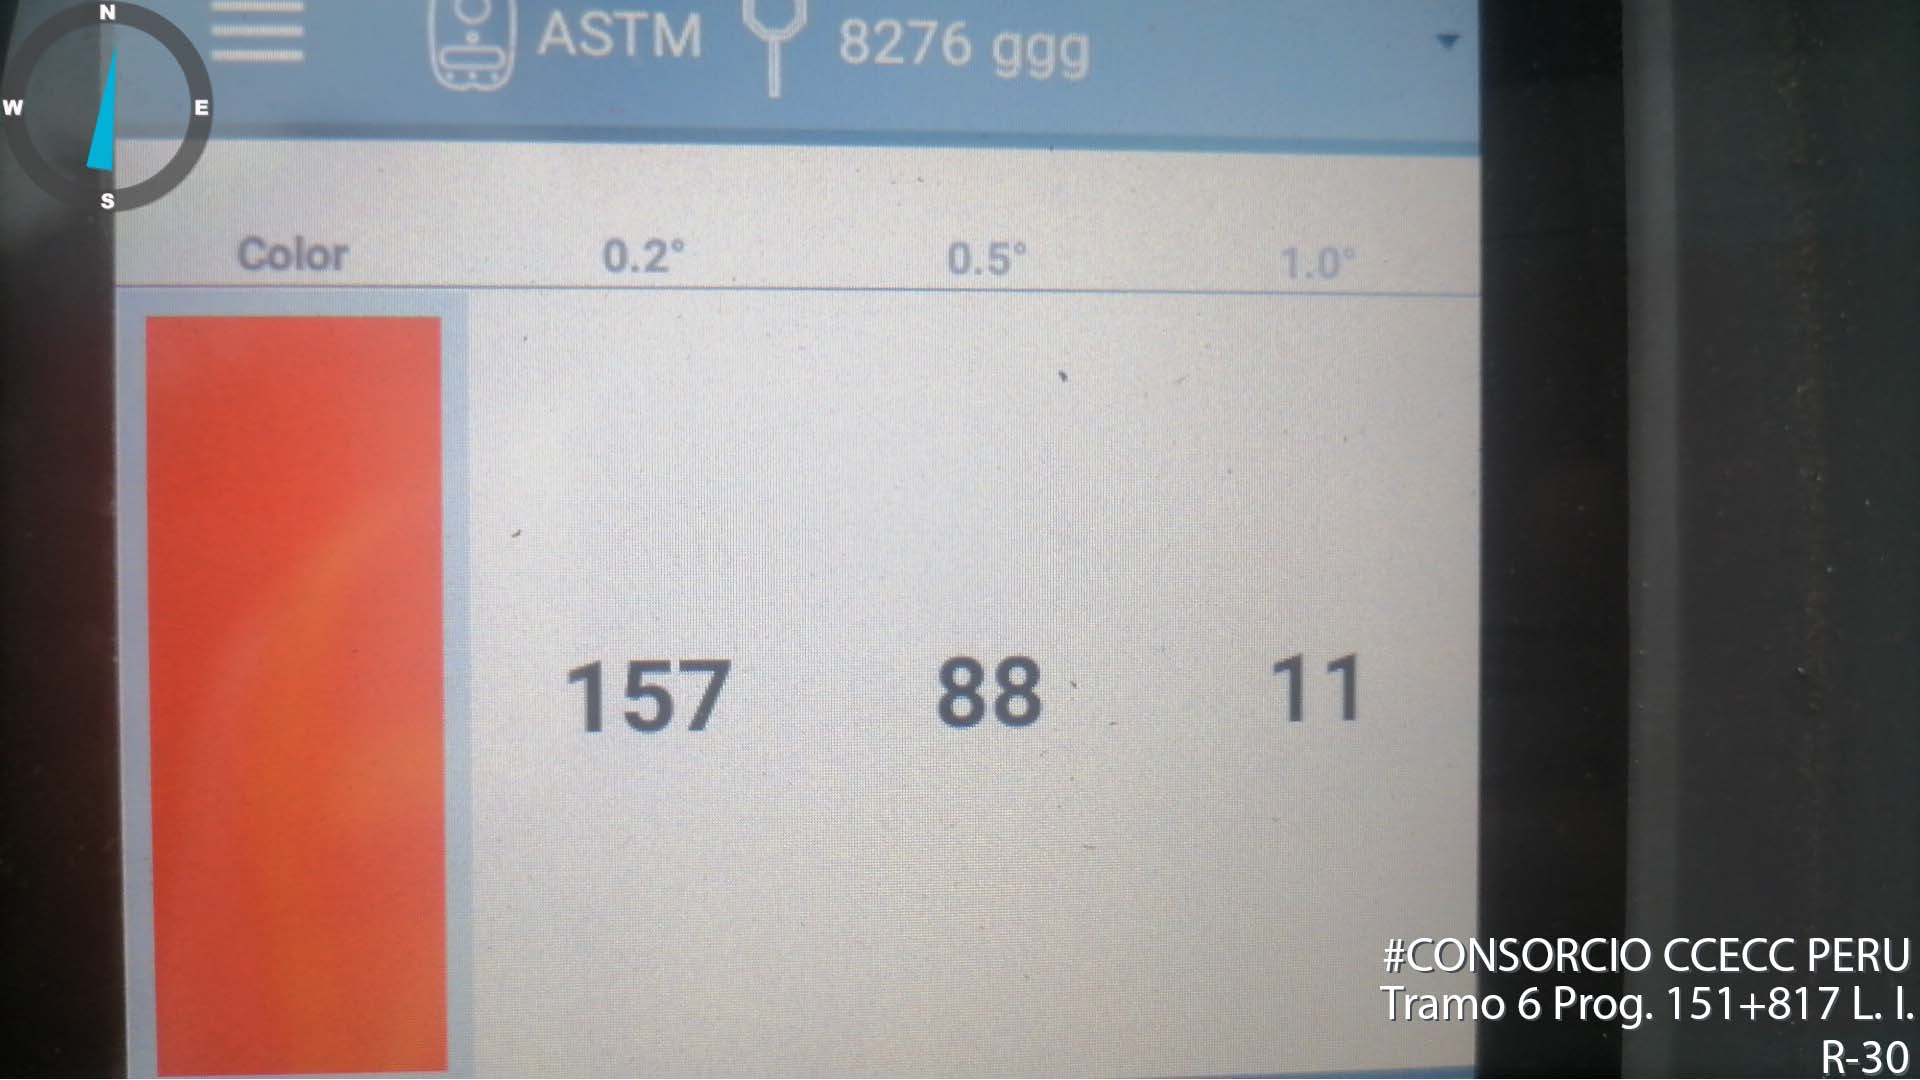 N
W
E
S
ASTM 8276 ggg
Color 0.2° 0.5° 1.0°
157 88 11
#CONSORCIO CCECC PERU
Tramo 6 Prog. 151+817 L. I.
R-30